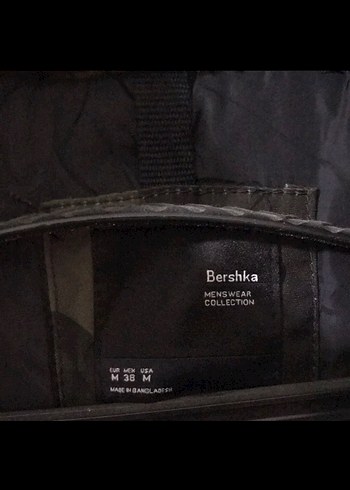 Bershka
MENSWEAR
COLLECTION
EUR MEX USA
M 38 M
MADE IN BANGLADESH